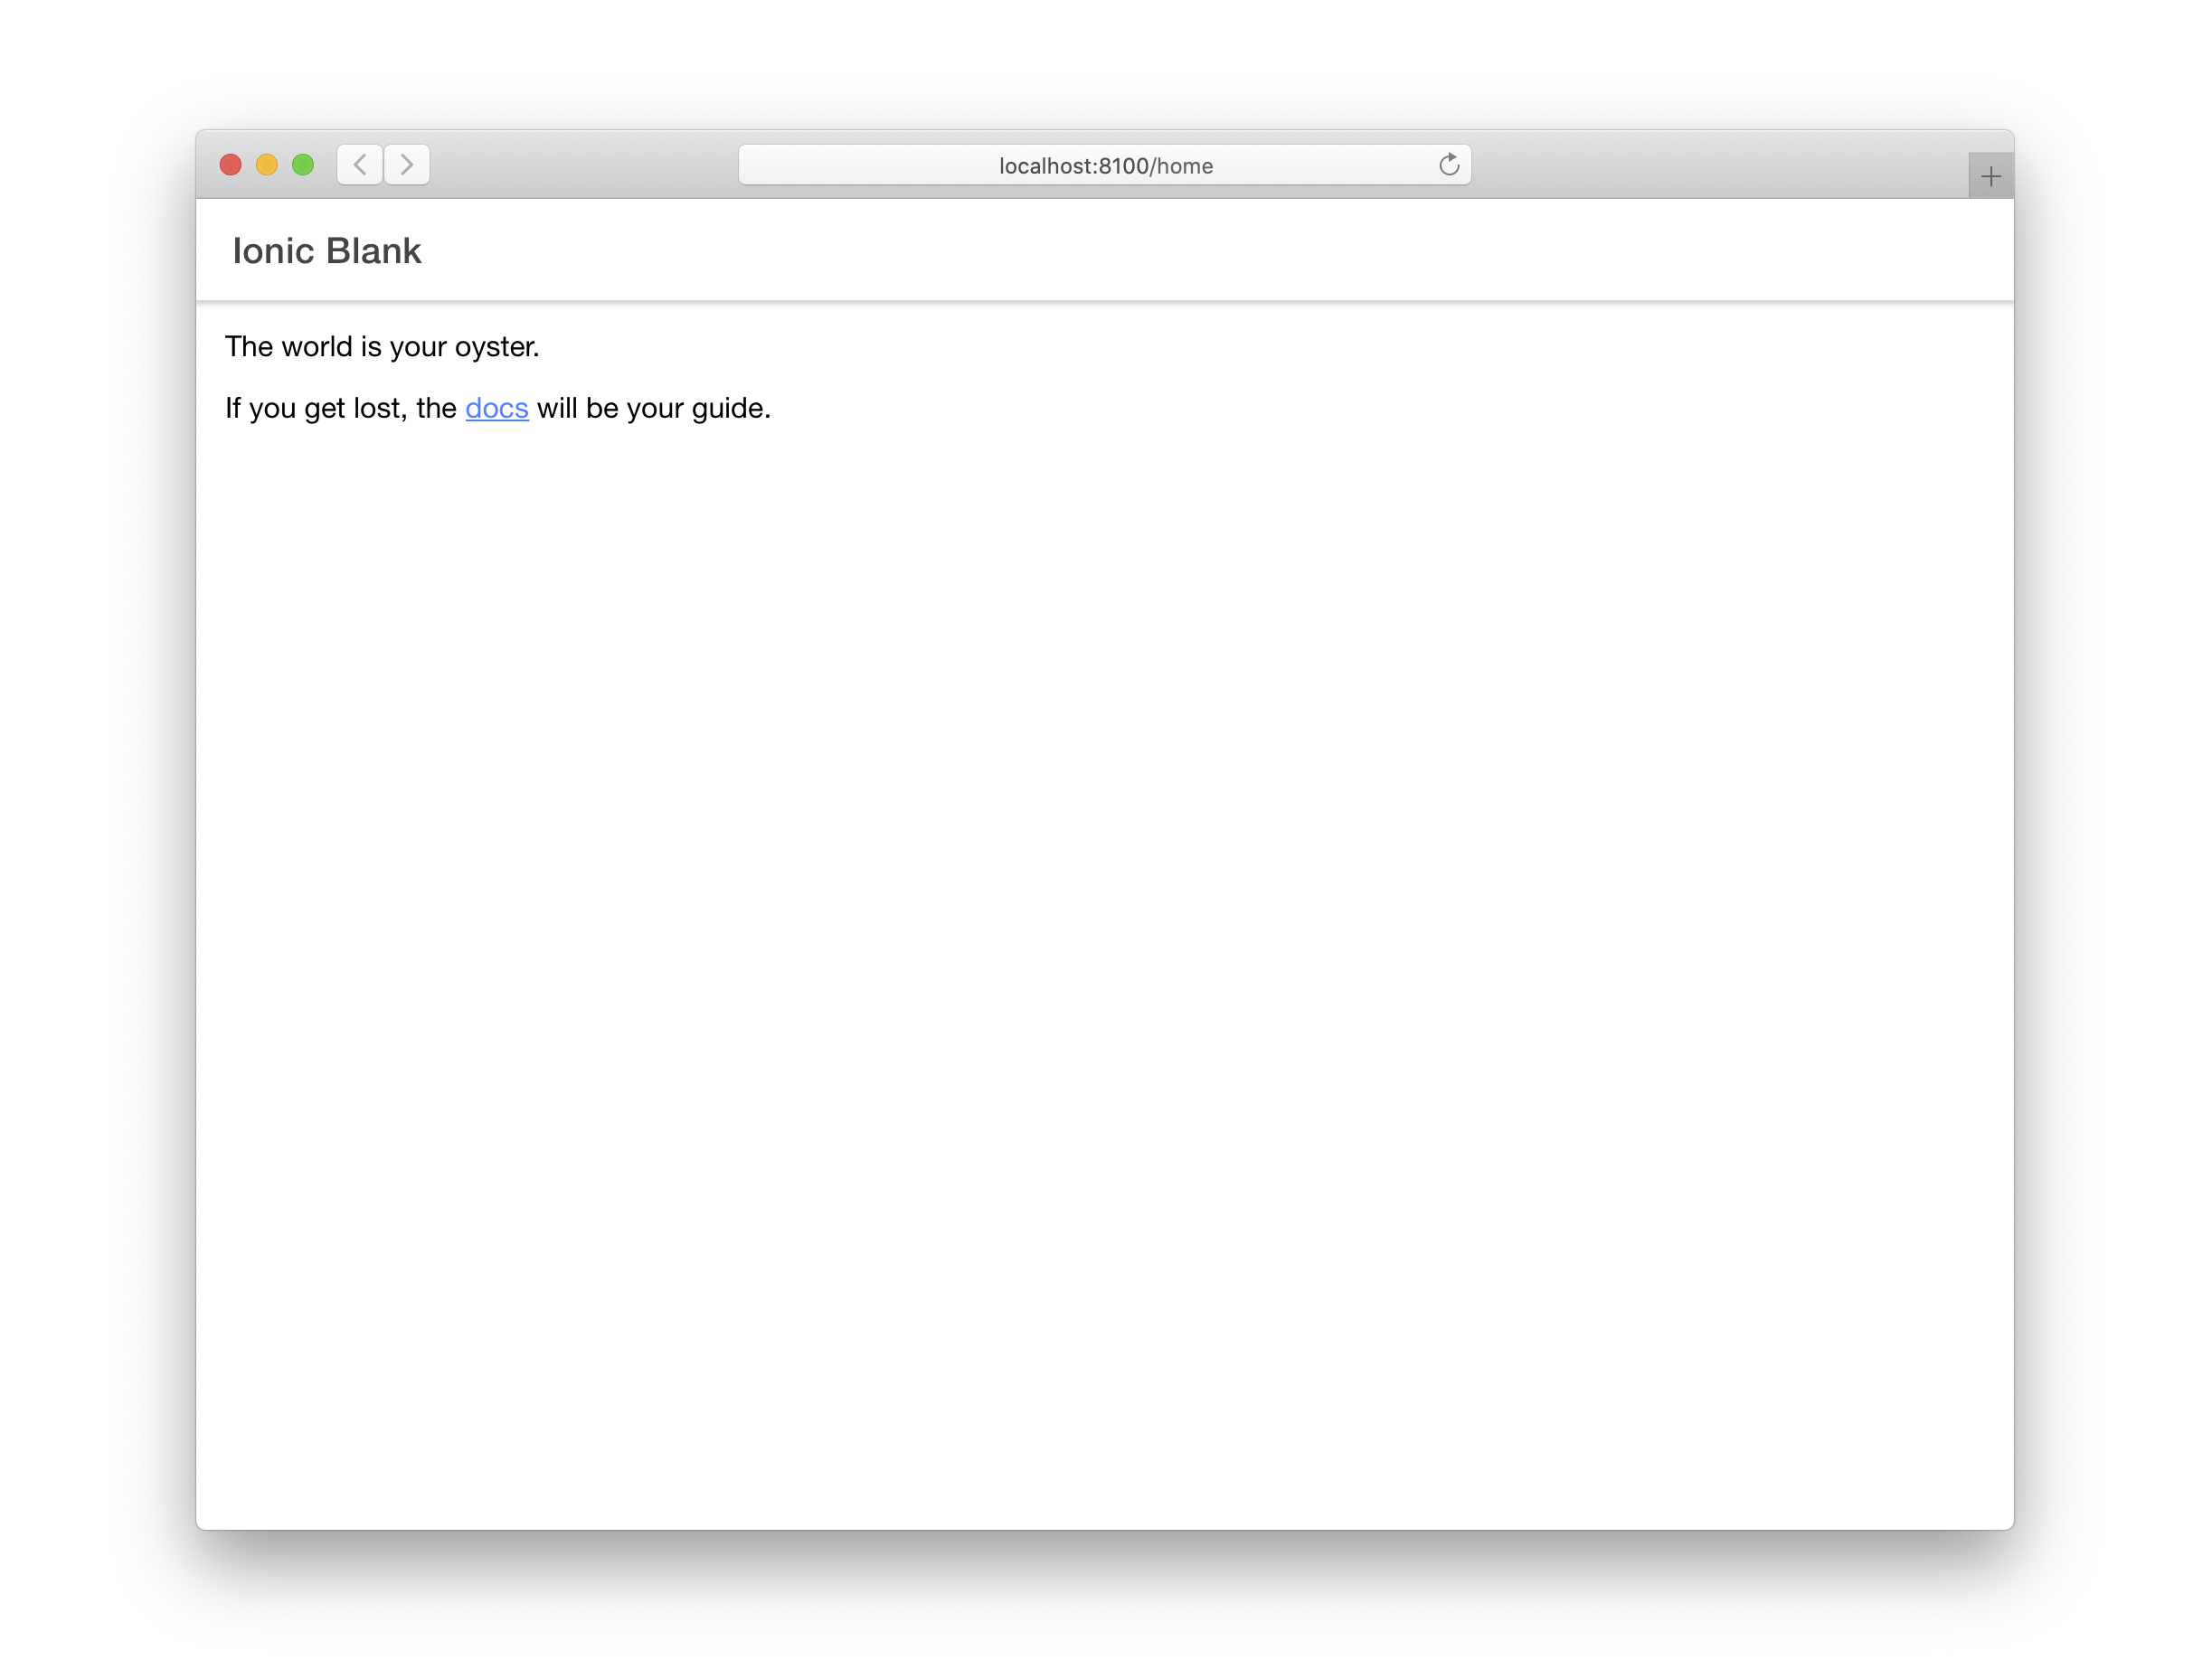 localhost:8100/home
Ionic Blank
The world is your oyster.
If you get lost, the docs will be your guide.